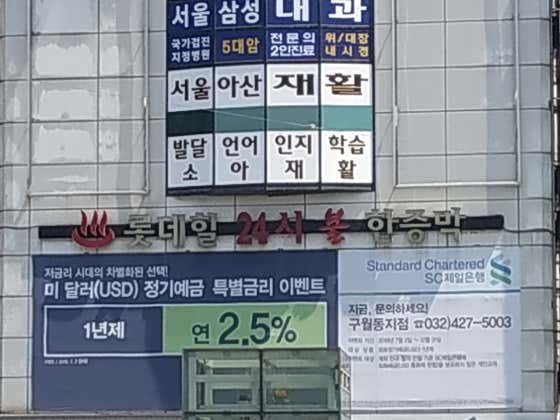 서울 삼성 내 과
국가검진 5대암 전문의 위/대장
지정병원 2인진료 내시경
서울 아산 재 활
발달 언어 인지 학습
소 아 재 활
롯데힐 24시 불 한증막
저금리 시대의 차별화된 선택!
미 달러(USD) 정기예금 특별금리 이벤트
1년제 연 2.5%
Standard Chartered
SC제일은행
지금, 문의하세요!
구월동지점 ☎032)427-5003